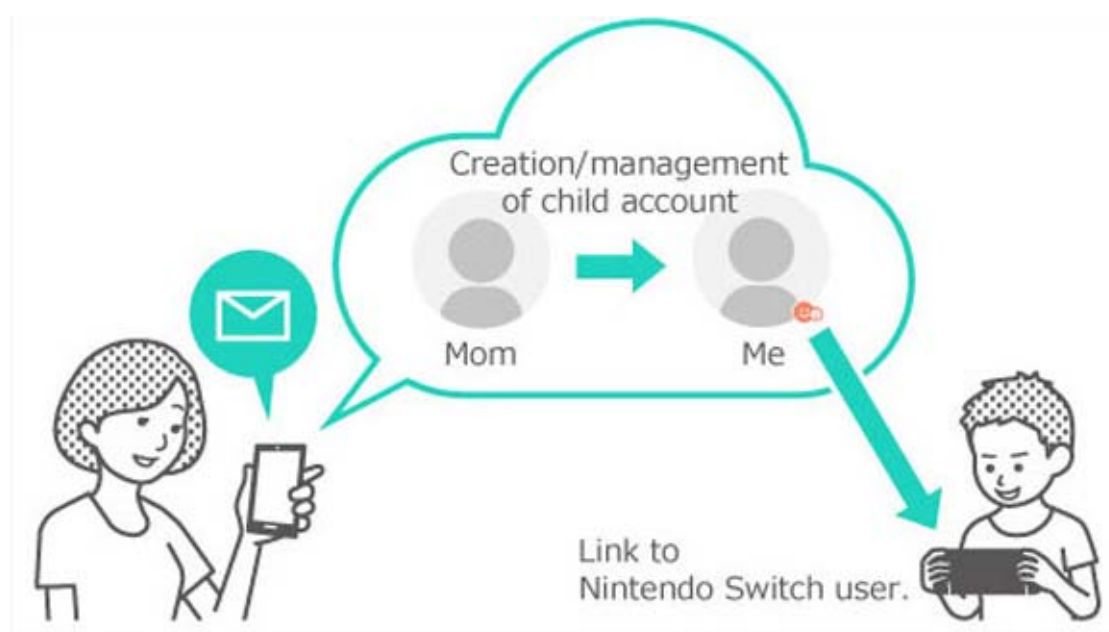 Creation/management
of child account
Mom
Me
Link to
Nintendo Switch user.